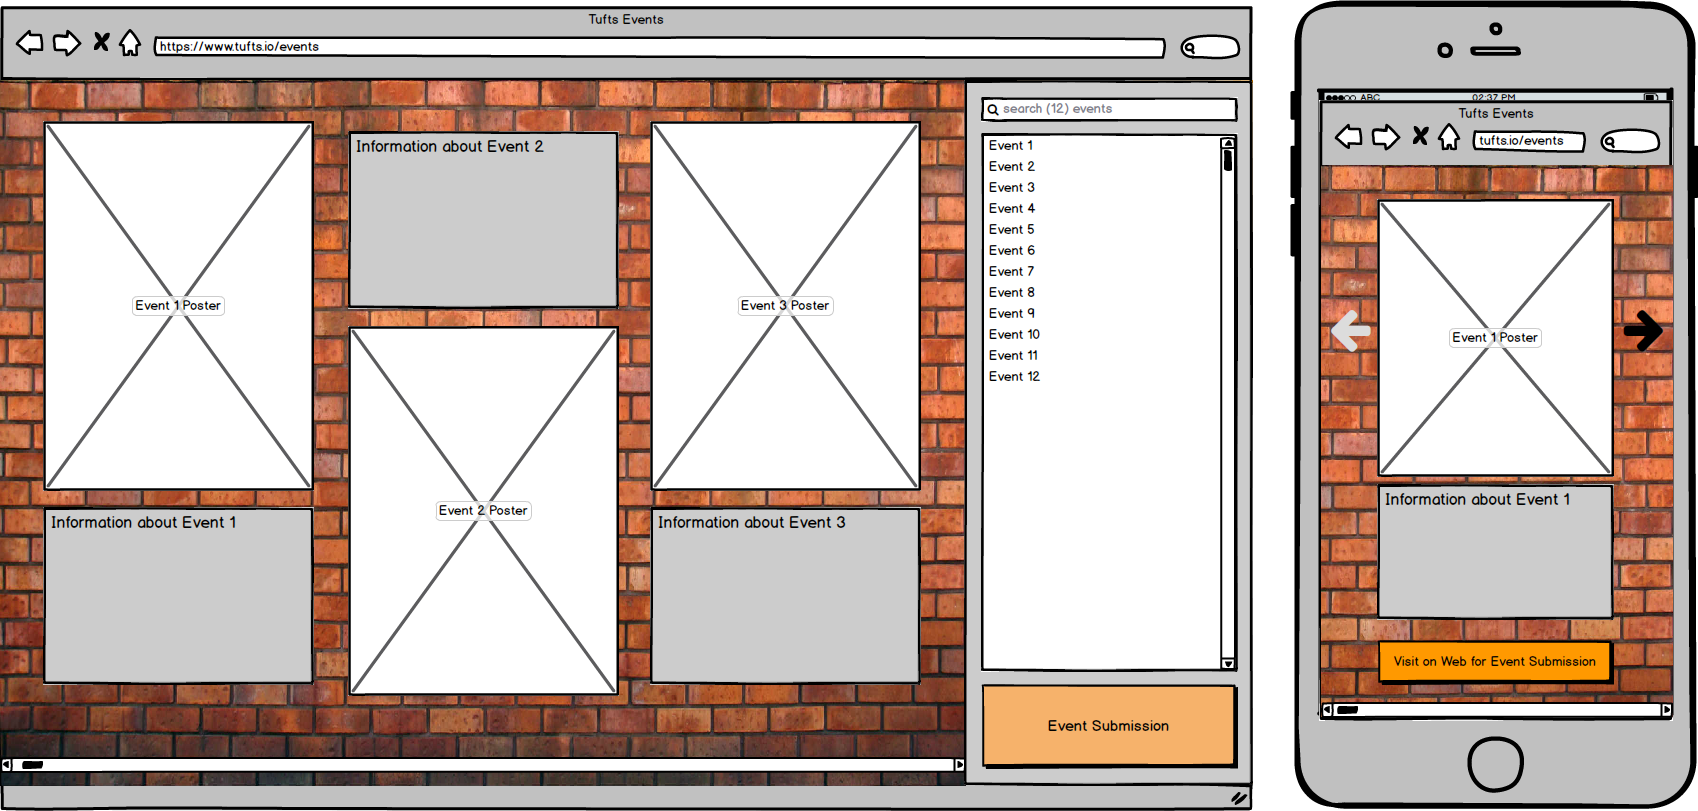 Tufts Events
https://www.tufts.io/events
Event 1 Poster
Information about Event 1
Information about Event 2
Event 2 Poster
Event 3 Poster
Information about Event 3
search (12) events
Event 1
Event 2
Event 3
Event 4
Event 5
Event 6
Event 7
Event 8
Event 9
Event 10
Event 11
Event 12
Event Submission
ABC 02:37 PM
Tufts Events
tufts.io/events
Event 1 Poster
Information about Event 1
Visit on Web for Event Submission